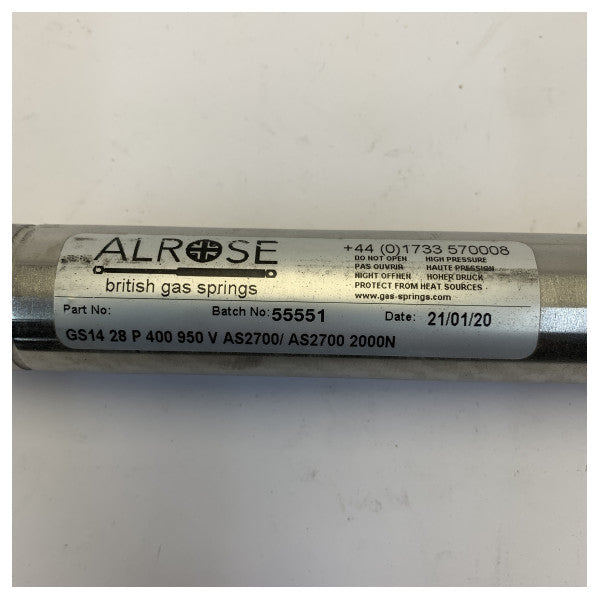 ALROSE
british gas springs
+44 (0)1733 570008
DO NOT OPEN HIGH PRESSURE
PAS OUVRIR HAUTE PRESSION
NIGHT OFFNER HOHER DRUCK
PROTECT FROM HEAT SOURCES
www.gas-springs.com
Part No: Batch No: 55551 Date: 21/01/20
GS14 28 P 400 950 V AS2700/ AS2700 2000N